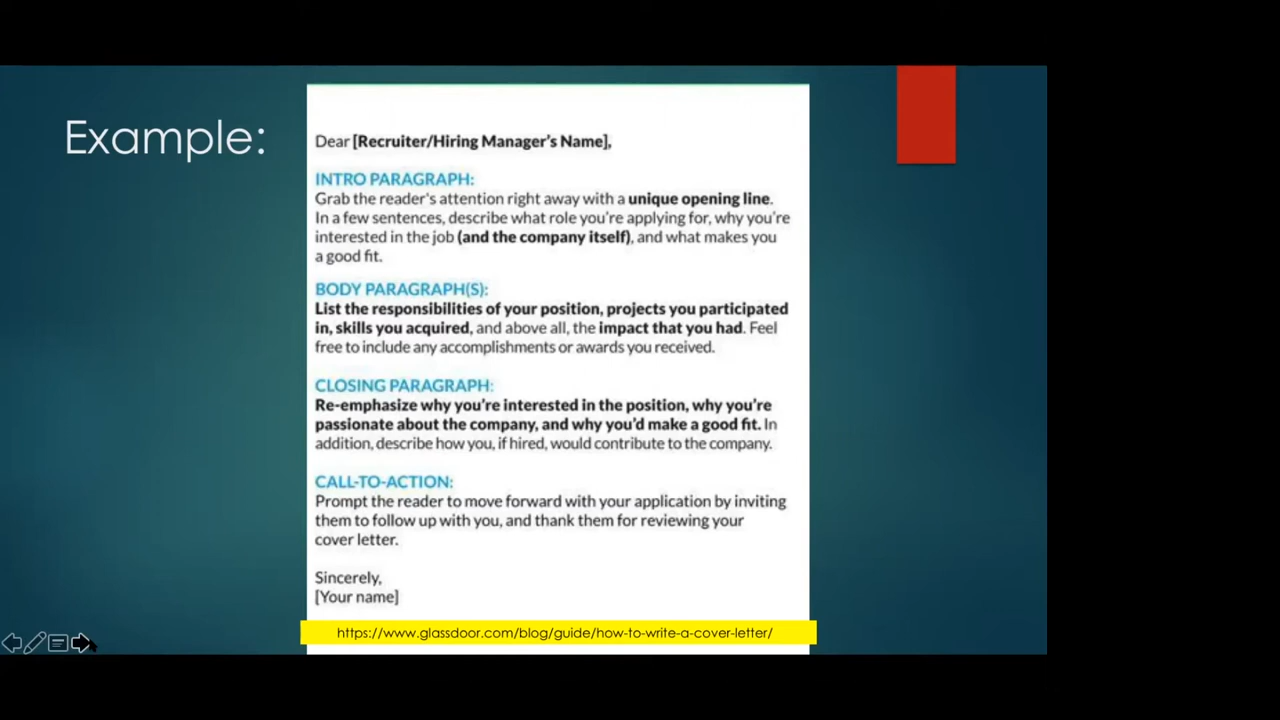 Example:
Dear [Recruiter/Hiring Manager's Name],
INTRO PARAGRAPH:
Grab the reader's attention right away with a unique opening line.
In a few sentences, describe what role you're applying for, why you're
interested in the job (and the company itself), and what makes you
a good fit.
BODY PARAGRAPH(S):
List the responsibilities of your position, projects you participated
in, skills you acquired, and above all, the impact that you had. Feel
free to include any accomplishments or awards you received.
CLOSING PARAGRAPH:
Re-emphasize why you're interested in the position, why you're
passionate about the company, and why you'd make a good fit. In
addition, describe how you, if hired, would contribute to the company.
CALL-TO-ACTION:
Prompt the reader to move forward with your application by inviting
them to follow up with you, and thank them for reviewing your
cover letter.
Sincerely,
[Your name]
https://www.glassdoor.com/blog/guide/how-to-write-a-cover-letter/